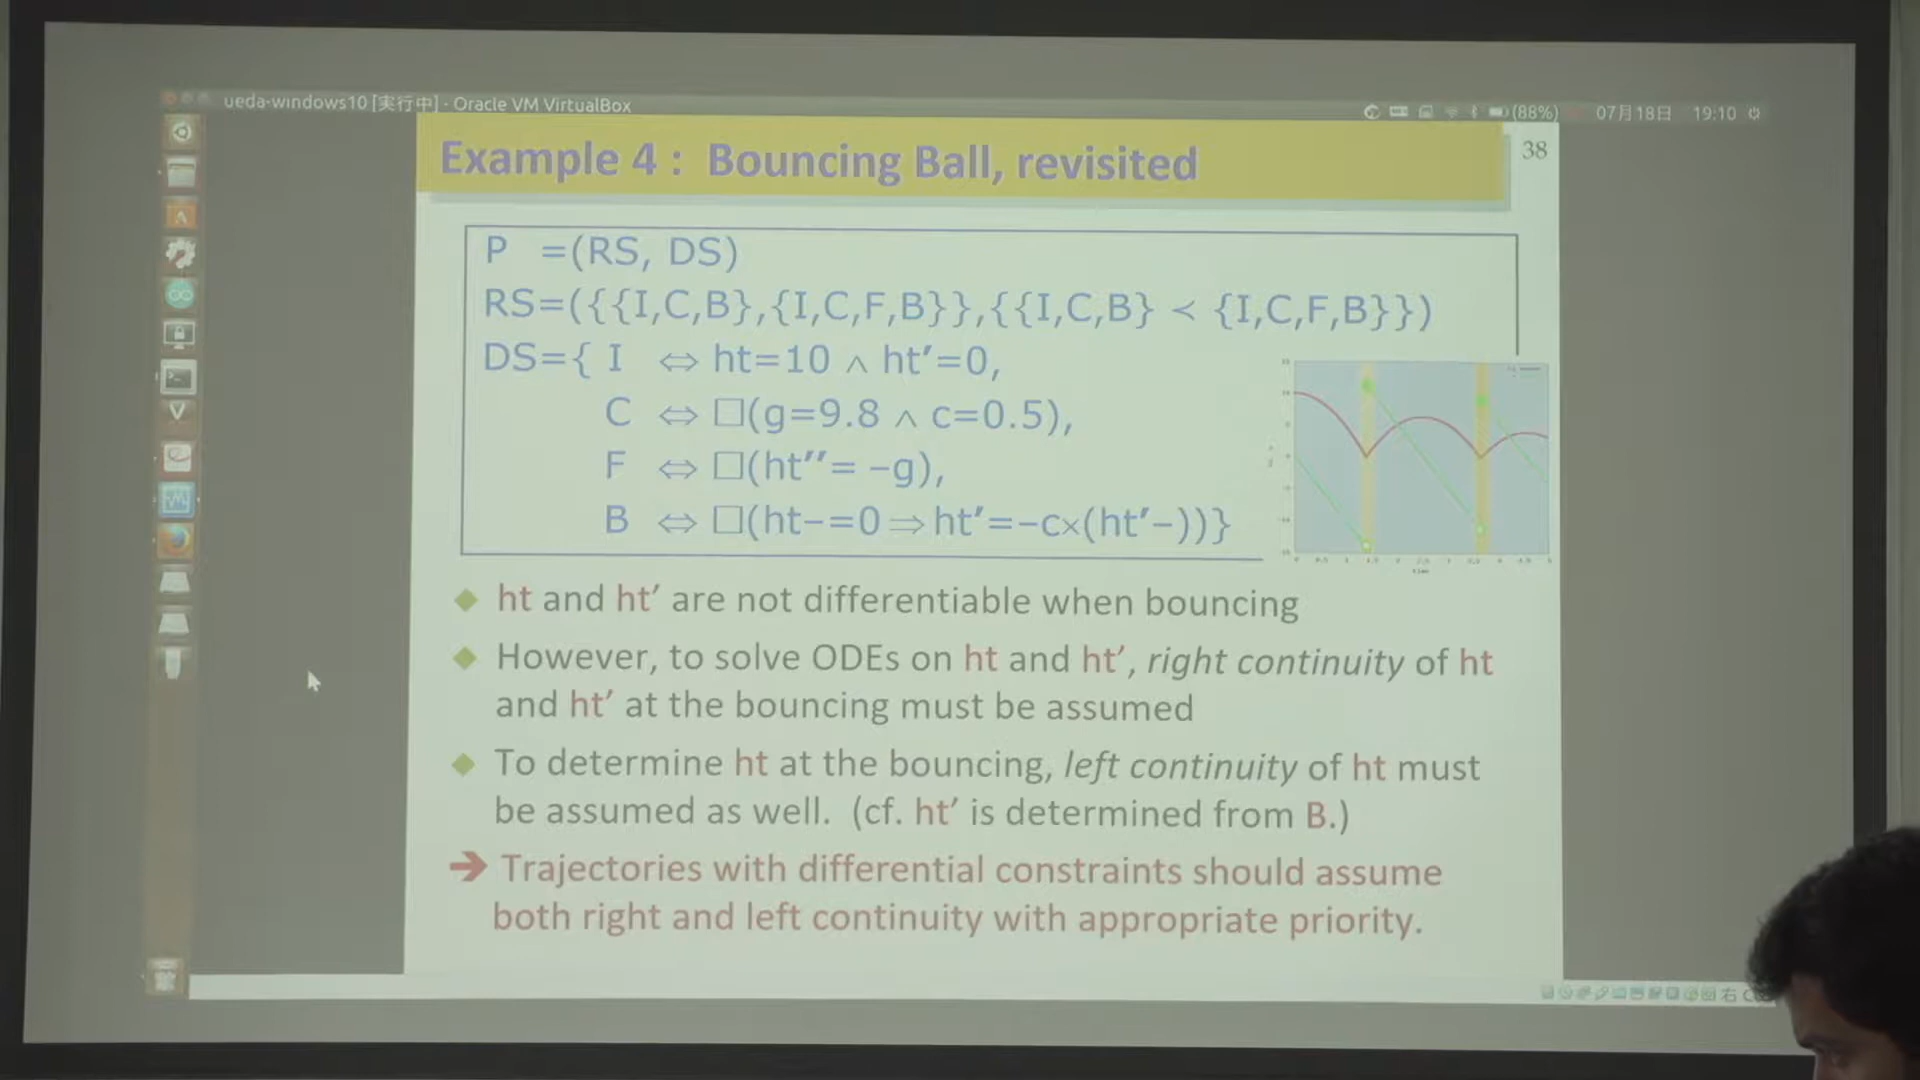 ueda-windows10 [実行中] - Oracle VM VirtualBox
(88%) 07月18日 19:10
Example 4 : Bouncing Ball, revisited
38
P =(RS, DS)
RS=({{I,C,B},{I,C,F,B}},{{I,C,B} ≺ {I,C,F,B}})
DS={ I ⇔ ht=10 ∧ ht′=0,
C ⇔ □(g=9.8 ∧ c=0.5),
F ⇔ □(ht″= −g),
B ⇔ □(ht−=0⇒ht′=−c×(ht′−))}
ht and ht′ are not differentiable when bouncing
However, to solve ODEs on ht and ht′, right continuity of ht
and ht′ at the bouncing must be assumed
To determine ht at the bouncing, left continuity of ht must
be assumed as well. (cf. ht′ is determined from B.)
➔ Trajectories with differential constraints should assume
both right and left continuity with appropriate priority.